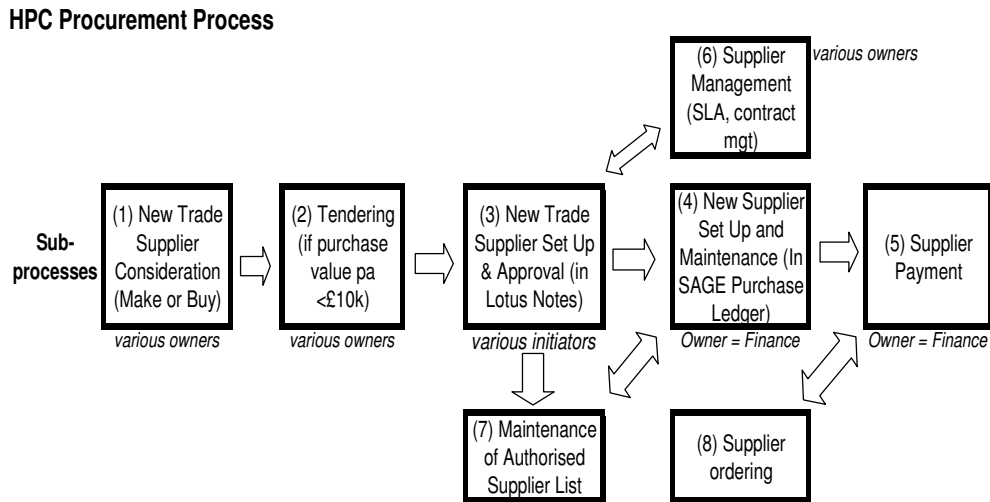 HPC Procurement Process
(6) Supplier
Management
(SLA, contract
mgt)
various owners
Sub-
processes
(1) New Trade
Supplier
Consideration
(Make or Buy)
various owners
(2) Tendering
(if purchase
value pa
<£10k)
various owners
(3) New Trade
Supplier Set Up
& Approval (in
Lotus Notes)
various initiators
(4) New Supplier
Set Up and
Maintenance (In
SAGE Purchase
Ledger)
Owner = Finance
(5) Supplier
Payment
Owner = Finance
(7) Maintenance
of Authorised
Supplier List
(8) Supplier
ordering